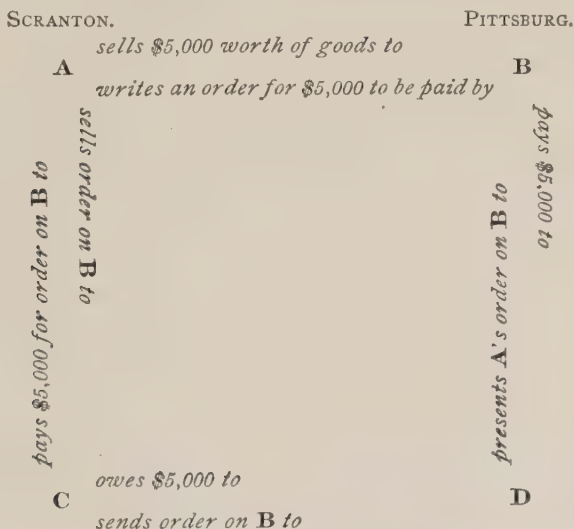 SCRANTON. PITTSBURG.
sells $5,000 worth of goods to
A B
writes an order for $5,000 to be paid by
sells order on B to
pays $5,000 for order on B to
pays $5,000 to
presents A's order on B to
owes $5,000 to
C D
sends order on B to